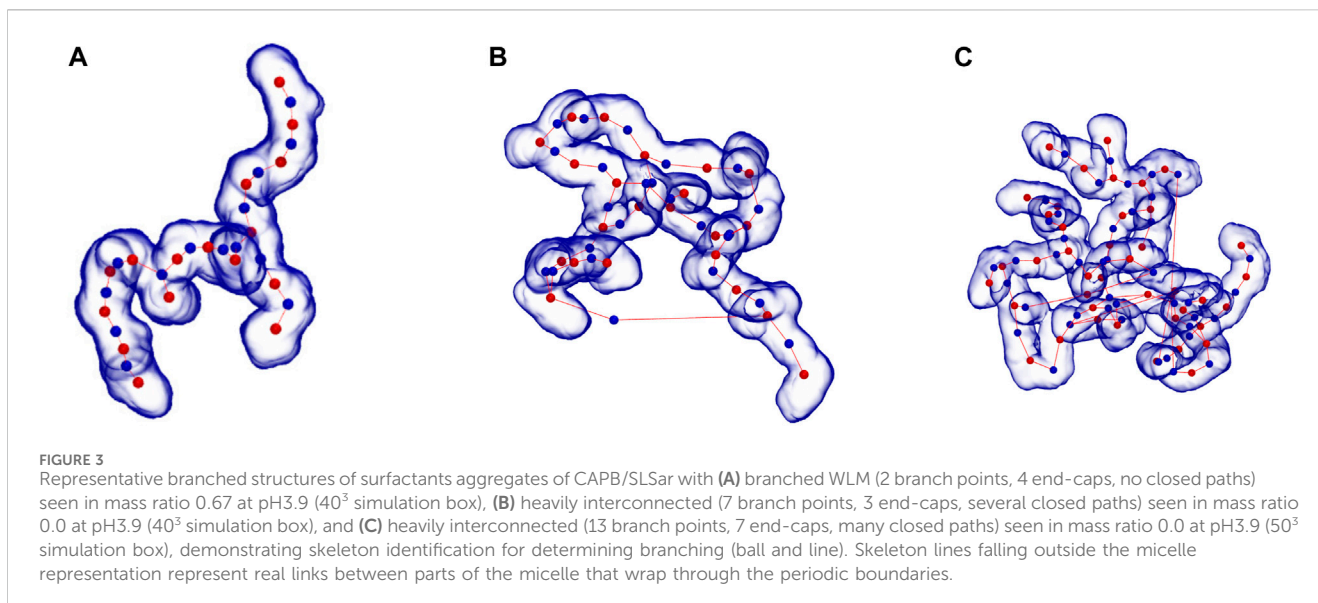 A
B
C
FIGURE 3
Representative branched structures of surfactants aggregates of CAPB/SLSar with (A) branched WLM (2 branch points, 4 end-caps, no closed paths)
seen in mass ratio 0.67 at pH3.9 (40³ simulation box), (B) heavily interconnected (7 branch points, 3 end-caps, several closed paths) seen in mass ratio
0.0 at pH3.9 (40³ simulation box), and (C) heavily interconnected (13 branch points, 7 end-caps, many closed paths) seen in mass ratio 0.0 at pH3.9 (50³
simulation box), demonstrating skeleton identification for determining branching (ball and line). Skeleton lines falling outside the micelle
representation represent real links between parts of the micelle that wrap through the periodic boundaries.